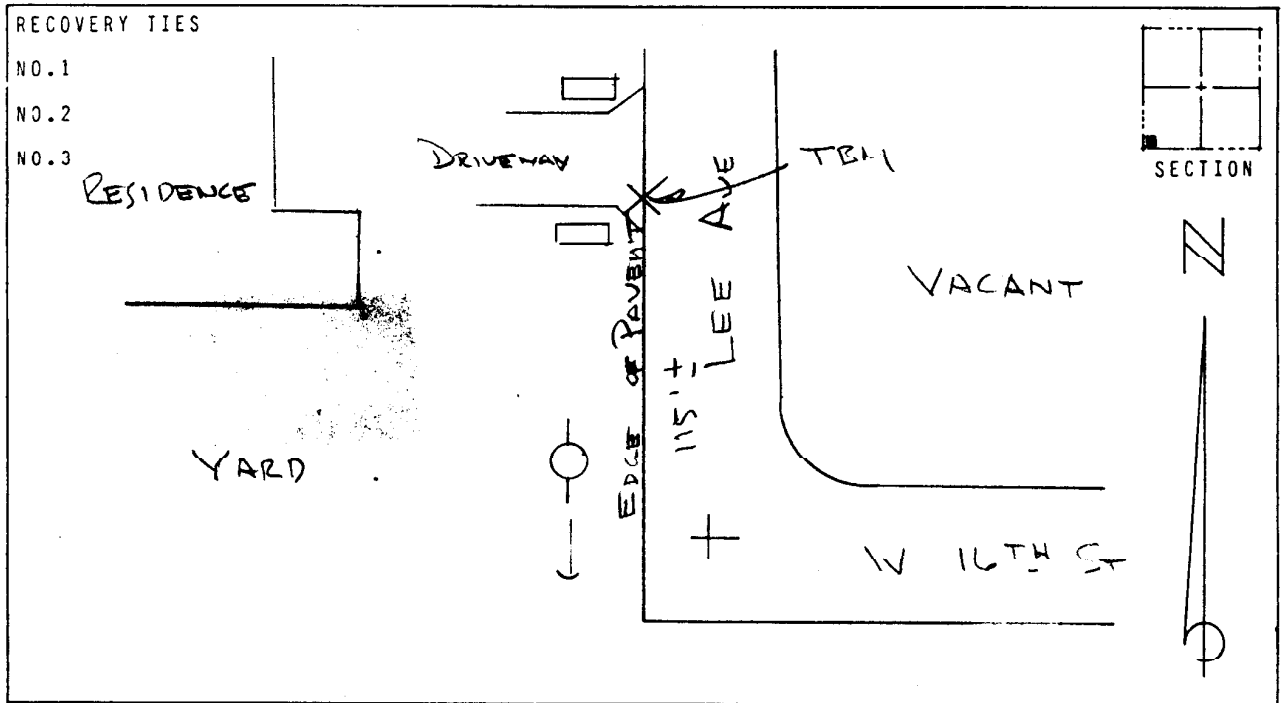 RECOVERY TIES
NO.1
NO.2
NO.3
SECTION
DRIVEWAY
TBM
RESIDENCE
LEE AVE
N
VACANT
EDGE OF PAVEM'T
115'±
YARD
W 16TH ST